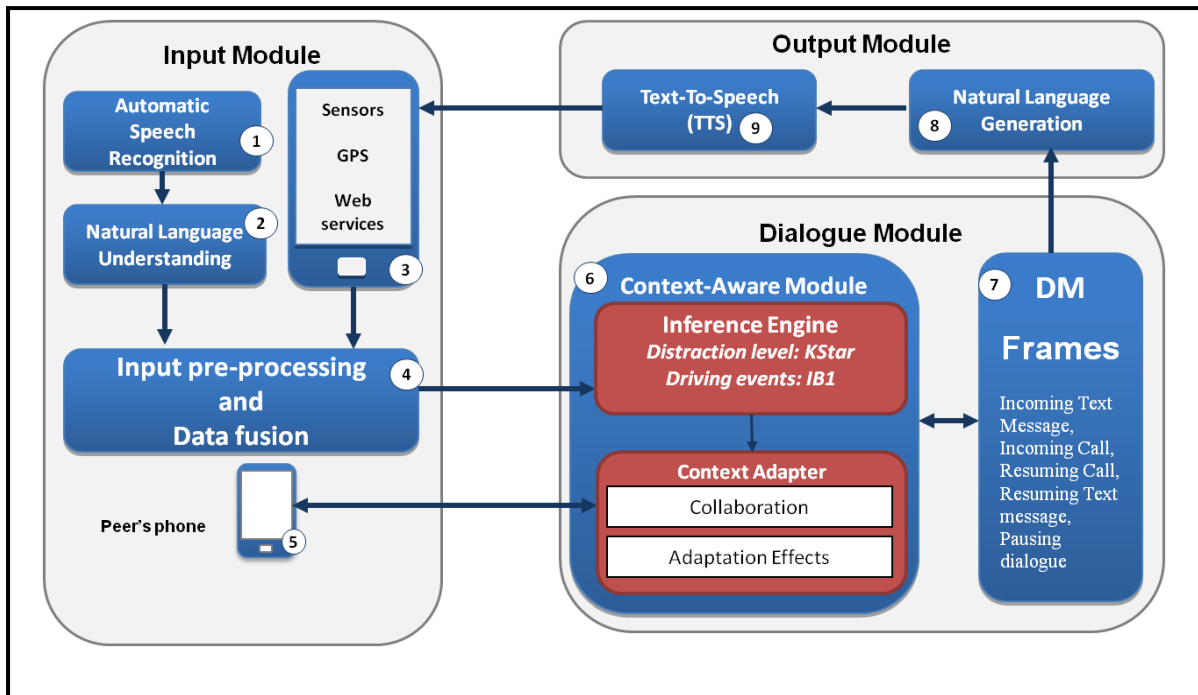 Input Module
Automatic
Speech
Recognition
1
Natural Language
Understanding
2
Sensors
GPS
Web
services
3
Input pre-processing
and
Data fusion
4
Peer's phone
5
Output Module
Text-To-Speech
(TTS)
9
Natural Language
Generation
8
Dialogue Module
6
Context-Aware Module
Inference Engine
Distraction level: KStar
Driving events: IB1
Context Adapter
Collaboration
Adaptation Effects
7
DM
Frames
Incoming Text
Message,
Incoming Call,
Resuming Call,
Resuming Text
message,
Pausing
dialogue